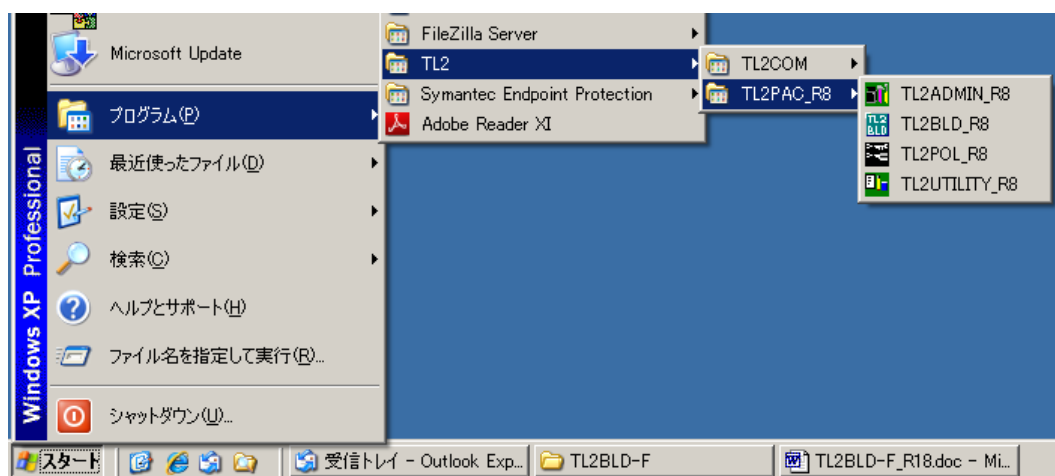 Microsoft Update
プログラム(P)
最近使ったファイル(D)
設定(S)
検索(C)
ヘルプとサポート(H)
ファイル名を指定して実行(R)...
シャットダウン(U)...
Windows XP Professional
FileZilla Server
TL2
Symantec Endpoint Protection
Adobe Reader XI
TL2COM
TL2PAC_R8
TL2ADMIN_R8
TL2 BLD
TL2BLD_R8
TL2POL_R8
TL2UTILITY_R8
スタート
受信トレイ - Outlook Exp...
TL2BLD-F
TL2BLD-F_R18.doc - Mi...